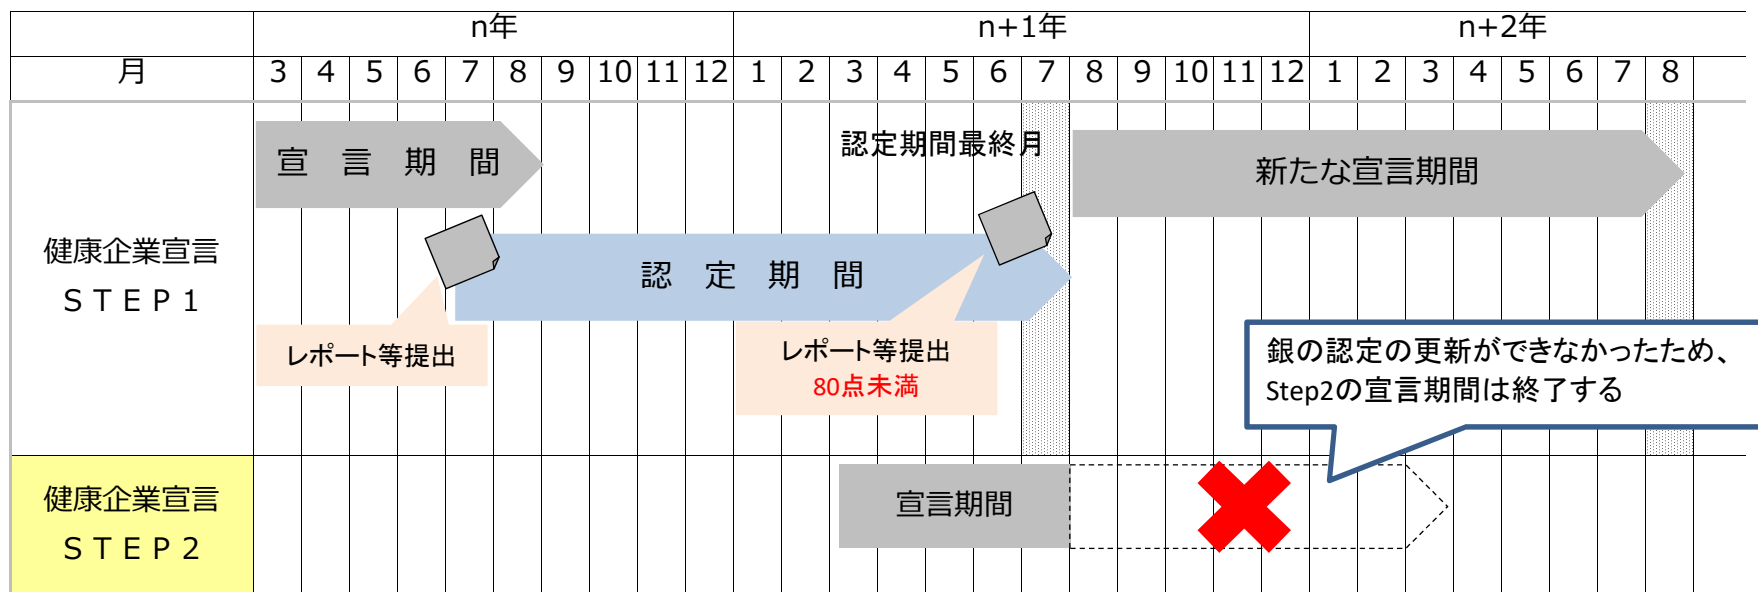 n年 n+1年 n+2年
月 3 4 5 6 7 8 9 10 11 12 1 2 3 4 5 6 7 8 9 10 11 12 1 2 3 4 5 6 7 8
宣言期間
認定期間最終月
新たな宣言期間
健康企業宣言
ＳＴＥＰ1
認定期間
レポート等提出
レポート等提出
80点未満
銀の認定の更新ができなかったため、
Step2の宣言期間は終了する
健康企業宣言
ＳＴＥＰ2
宣言期間